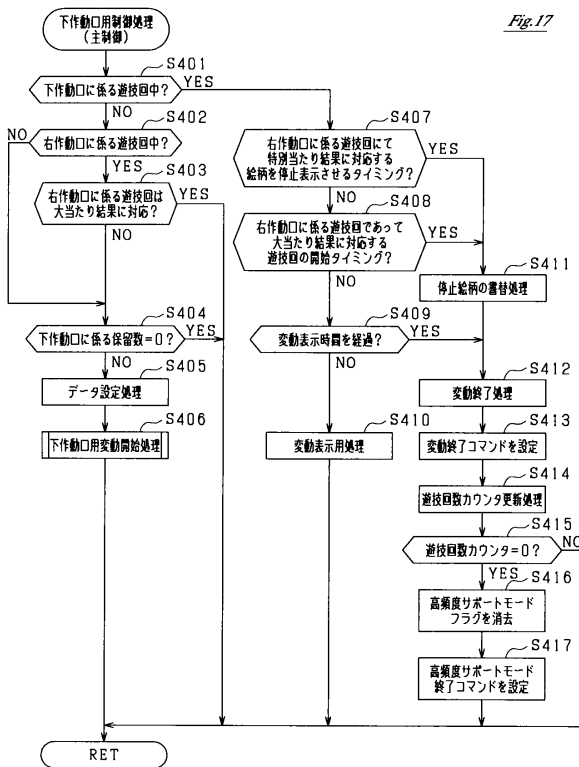 Fig.17
下作動口用制御処理
(主制御)
S401
下作動口に係る遊技回中?
YES
NO
S402
右作動口に係る遊技回中?
NO
YES
S403
右作動口に係る遊技回は
大当たり結果に対応?
YES
NO
S404
下作動口に係る保留数=0?
YES
NO
S405
データ設定処理
S406
下作動口用変動開始処理
S407
右作動口に係る遊技回にて
特別当たり結果に対応する
絵柄を停止表示させるタイミング?
YES
NO
S408
右作動口に係る遊技回であって
大当たり結果に対応する
遊技回の開始タイミング?
YES
NO
S409
変動表示時間を経過?
YES
NO
S410
変動表示用処理
S411
停止絵柄の書替処理
S412
変動終了処理
S413
変動終了コマンドを設定
S414
遊技回数カウンタ更新処理
S415
遊技回数カウンタ=0?
NO
YES
S416
高頻度サポートモード
フラグを消去
S417
高頻度サポートモード
終了コマンドを設定
RET